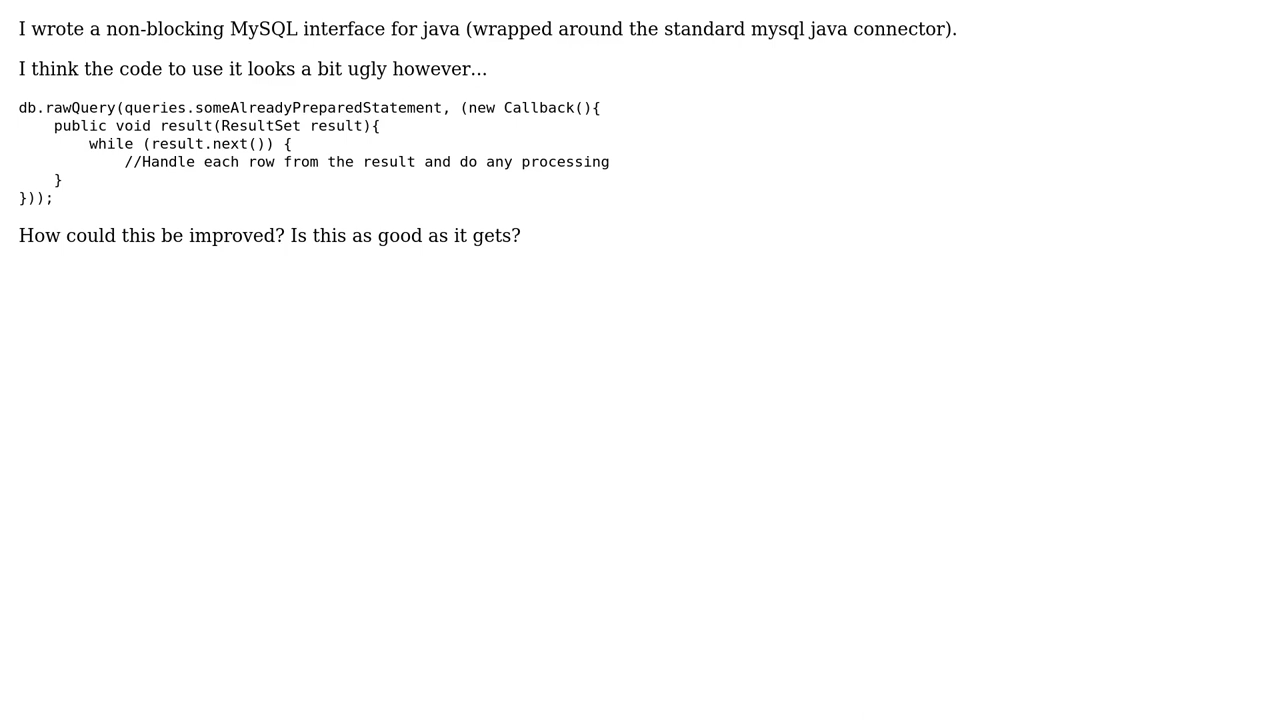 I wrote a non-blocking MySQL interface for java (wrapped around the standard mysql java connector).
I think the code to use it looks a bit ugly however...
db.rawQuery(queries.someAlreadyPreparedStatement, (new Callback(){
    public void result(ResultSet result){
        while (result.next()) {
            //Handle each row from the result and do any processing
    }
}));
How could this be improved? Is this as good as it gets?